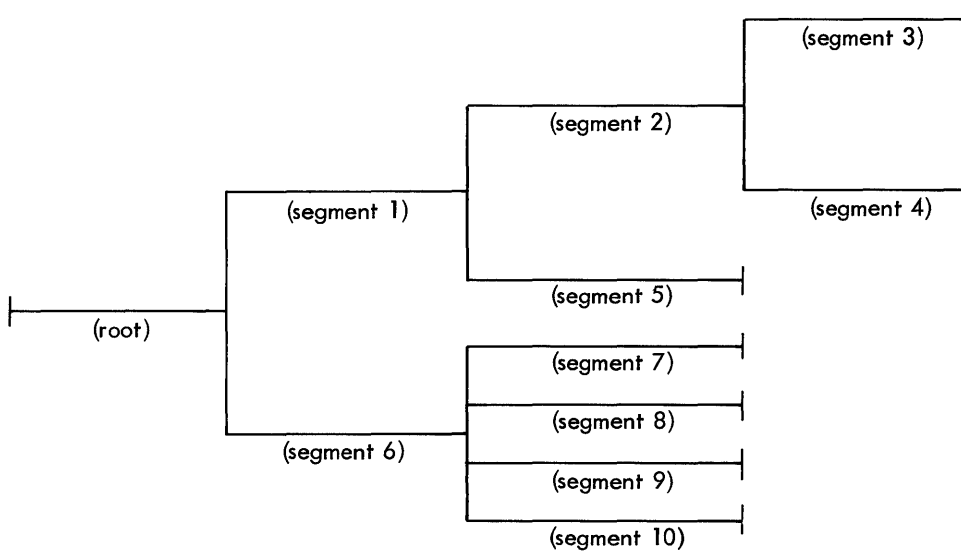 (segment 3)
(segment 2)
(segment 1)
(segment 4)
(segment 5)
(root)
(segment 7)
(segment 8)
(segment 6)
(segment 9)
(segment 10)